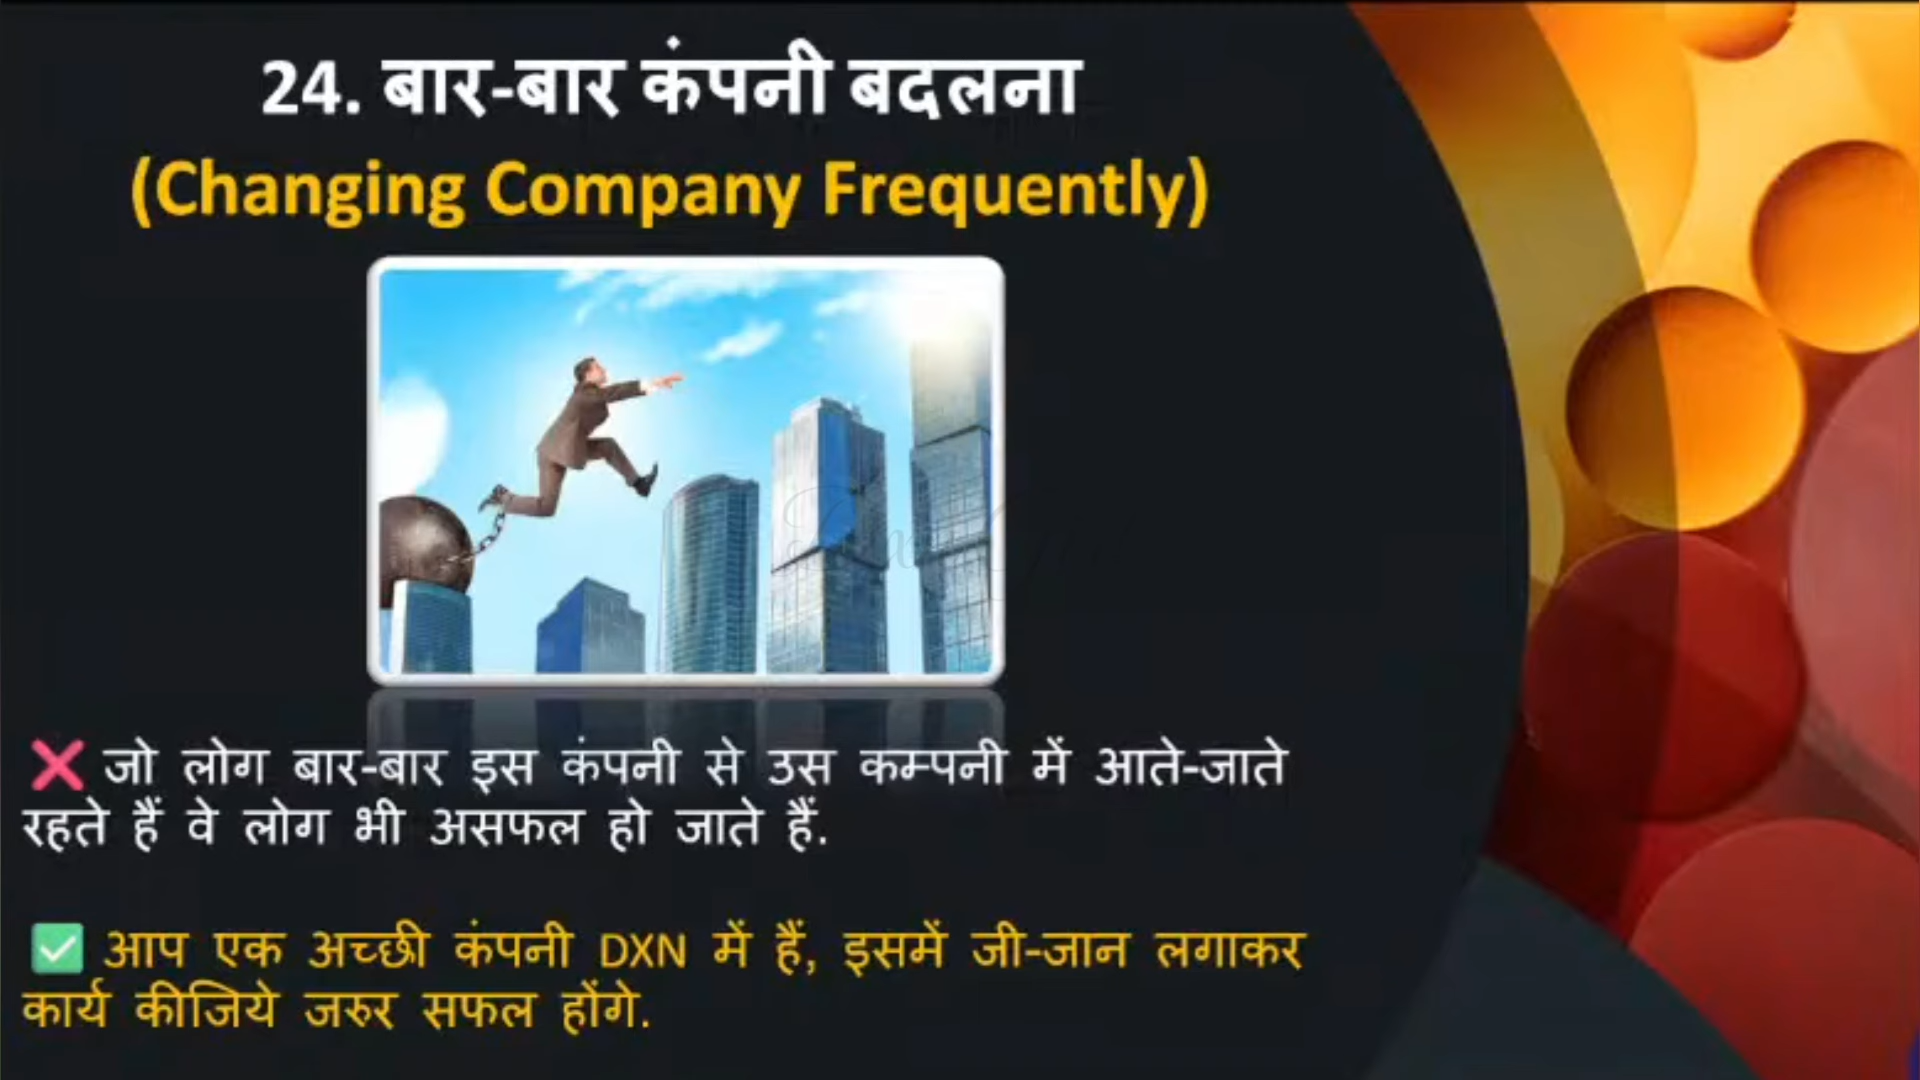 24. बार-बार कंपनी बदलना
(Changing Company Frequently)
❌ जो लोग बार-बार इस कंपनी से उस कम्पनी में आते-जाते
रहते हैं वे लोग भी असफल हो जाते हैं.
✅ आप एक अच्छी कंपनी DXN में हैं, इसमें जी-जान लगाकर
कार्य कीजिये जरुर सफल होंगे.